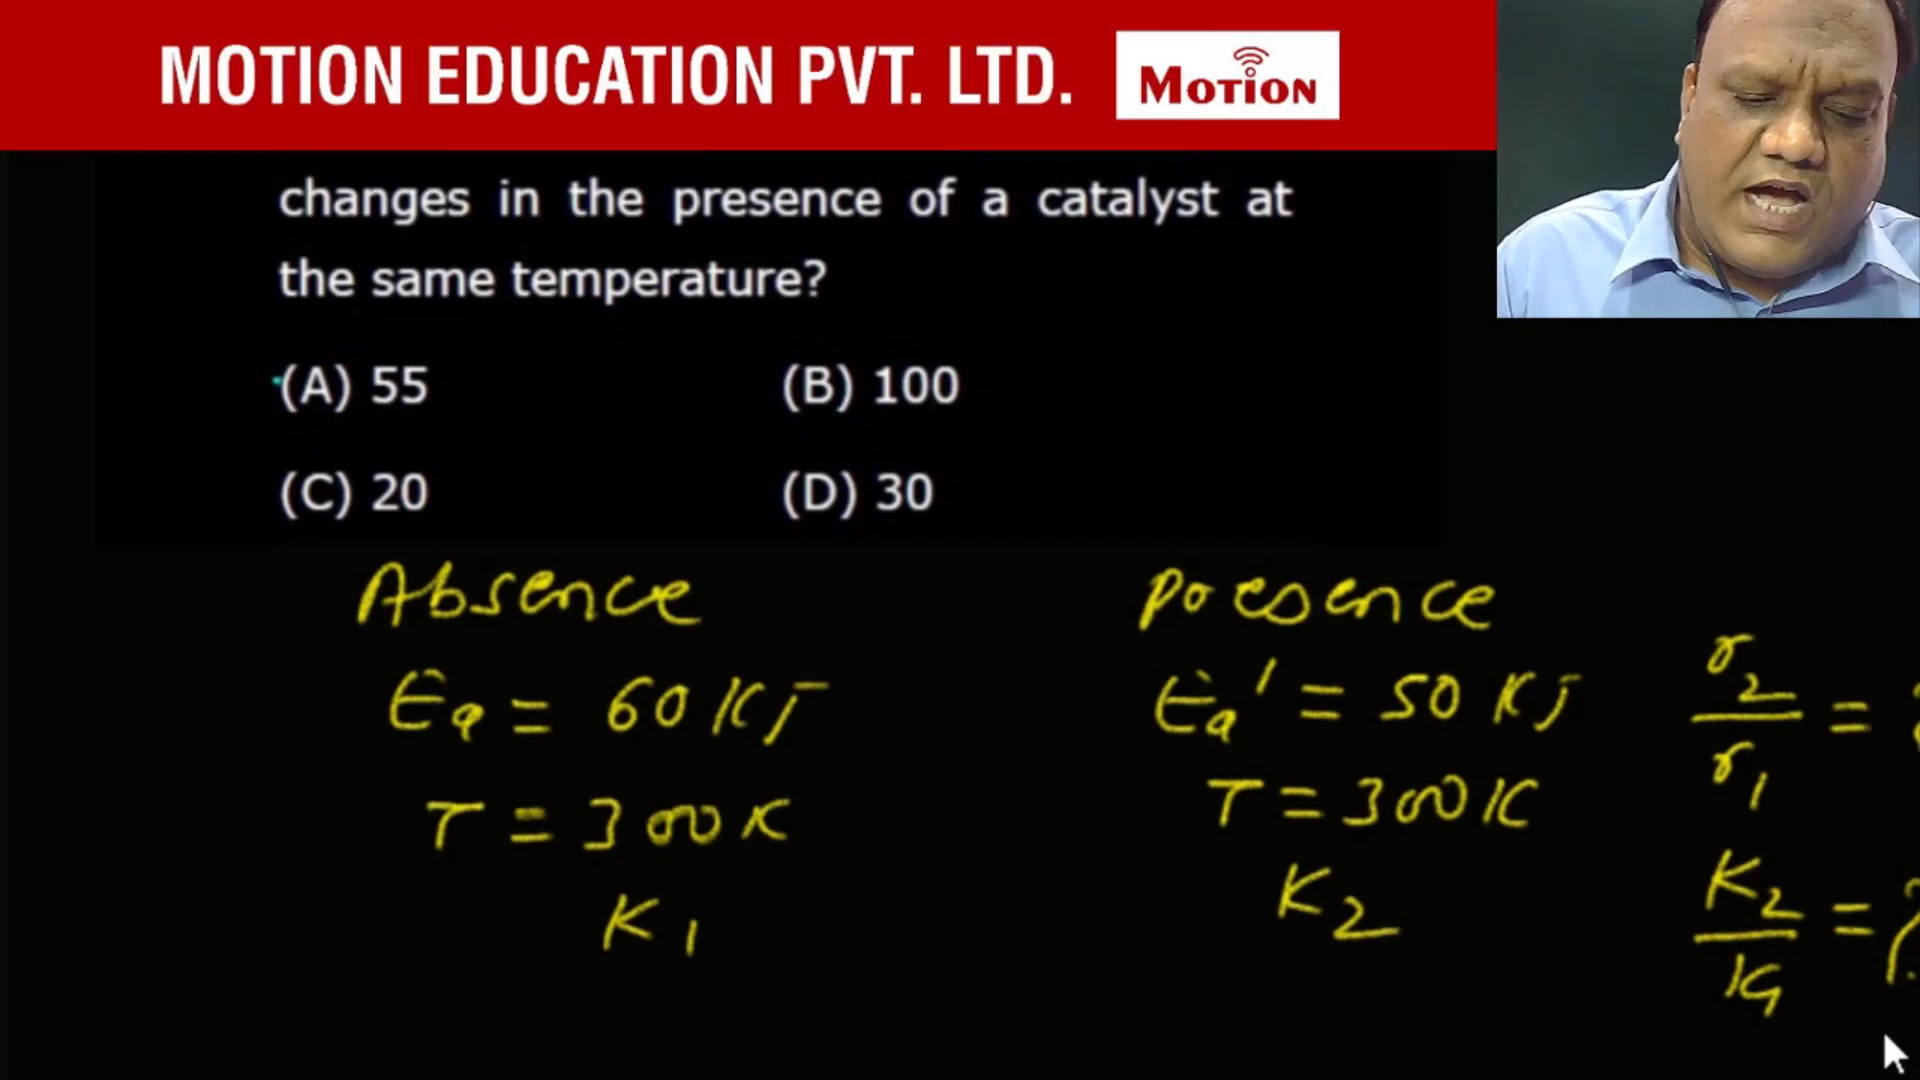 MOTION EDUCATION PVT. LTD.
MOTION
changes in the presence of a catalyst at
the same temperature?
(A) 55 (B) 100
(C) 20 (D) 30
Absence Presence
Ea = 60 KJ Ea' = 50 KJ
T = 300 K T = 300 K
K1 K2
r2/r1 =
K2/K1 = ?